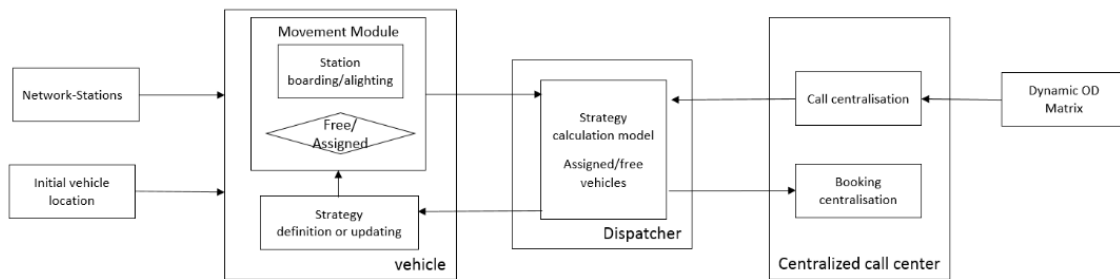 Network-Stations
Initial vehicle
location
Movement Module
Station
boarding/alighting
Free/
Assigned
Strategy
definition or updating
vehicle
Strategy
calculation model
Assigned/free
vehicles
Dispatcher
Call centralisation
Booking
centralisation
Centralized call center
Dynamic OD
Matrix